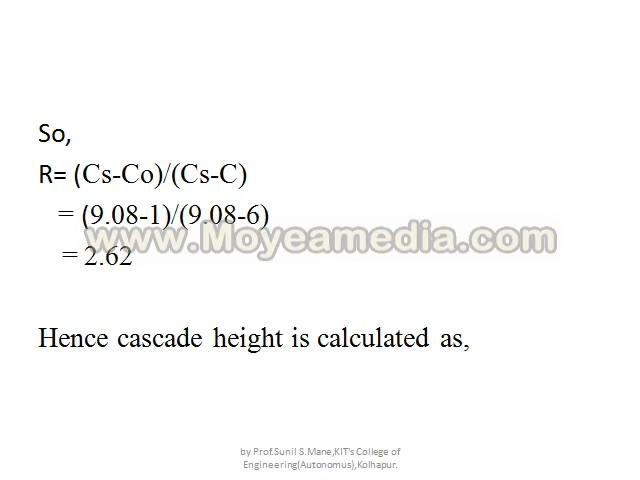 So,
R= (Cs-Co)/(Cs-C)
= (9.08-1)/(9.08-6)
www.Moyeamedia.com
= 2.62
Hence cascade height is calculated as,
by Prof.Sunil S.Mane,KIT's College of
Engineering(Autonomus),Kolhapur.